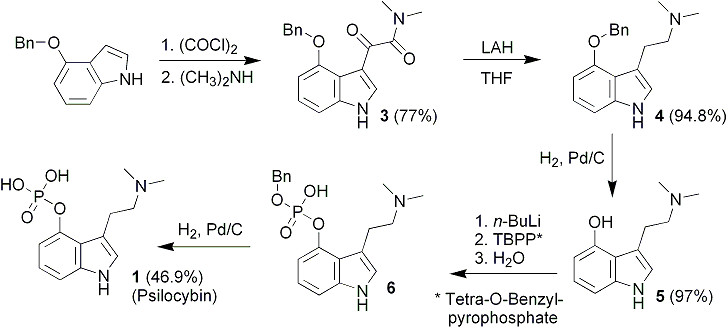 BnO
NH
1. (COCl)2
2. (CH3)2NH
BnO
O
O
N
NH
3 (77%)
LAH
THF
O Bn
N
NH
4 (94.8%)
H2, Pd/C
OH
N
NH
5 (97%)
1. n-BuLi
2. TBPP*
3. H2O
* Tetra-O-Benzyl-
pyrophosphate
Bn
O
OH
P
O
O
N
NH
6
H2, Pd/C
OH
HO
P
O
O
N
NH
1 (46.9%)
(Psilocybin)